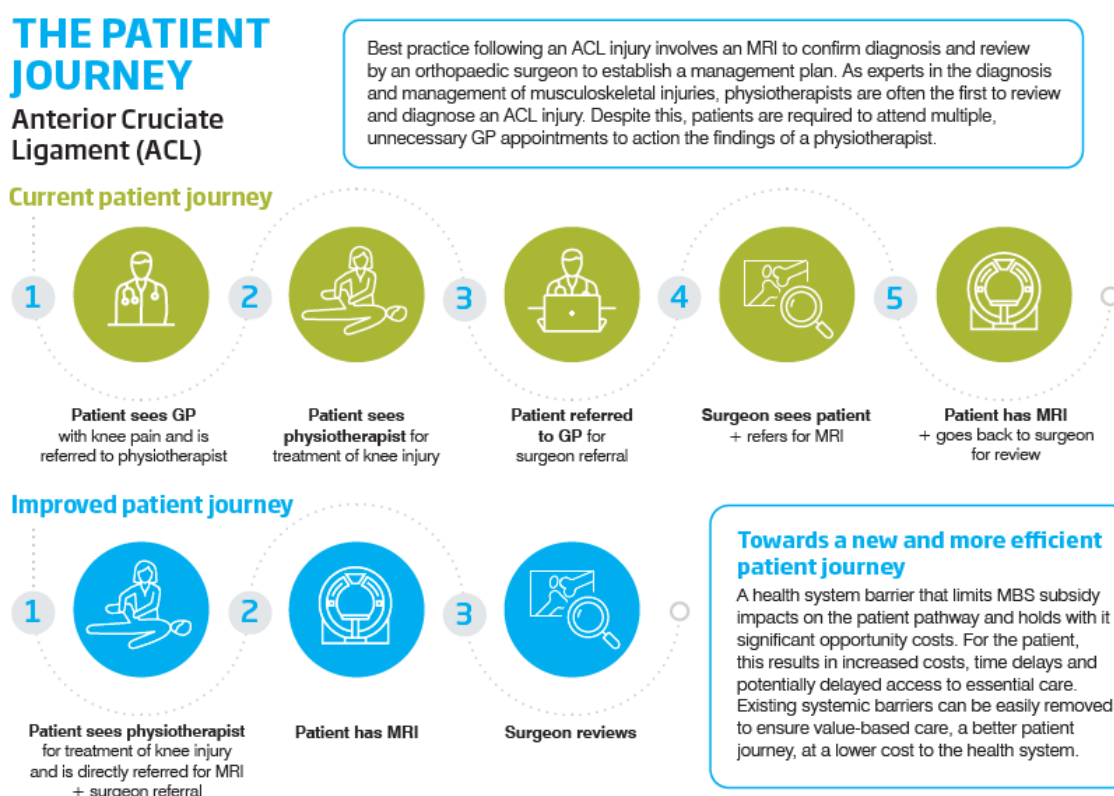 THE PATIENT
JOURNEY
Anterior Cruciate
Ligament (ACL)
Best practice following an ACL injury involves an MRI to confirm diagnosis and review
by an orthopaedic surgeon to establish a management plan. As experts in the diagnosis
and management of musculoskeletal injuries, physiotherapists are often the first to review
and diagnose an ACL injury. Despite this, patients are required to attend multiple,
unnecessary GP appointments to action the findings of a physiotherapist.
Current patient journey
1
2
3
4
5
Patient sees GP
with knee pain and is
referred to physiotherapist
Patient sees
physiotherapist for
treatment of knee injury
Patient referred
to GP for
surgeon referral
Surgeon sees patient
+ refers for MRI
Patient has MRI
+ goes back to surgeon
for review
Improved patient journey
1
2
3
Patient sees physiotherapist
for treatment of knee injury
and is directly referred for MRI
+ surgeon referral
Patient has MRI
Surgeon reviews
Towards a new and more efficient
patient journey
A health system barrier that limits MBS subsidy
impacts on the patient pathway and holds with it
significant opportunity costs. For the patient,
this results in increased costs, time delays and
potentially delayed access to essential care.
Existing systemic barriers can be easily removed
to ensure value-based care, a better patient
journey, at a lower cost to the health system.